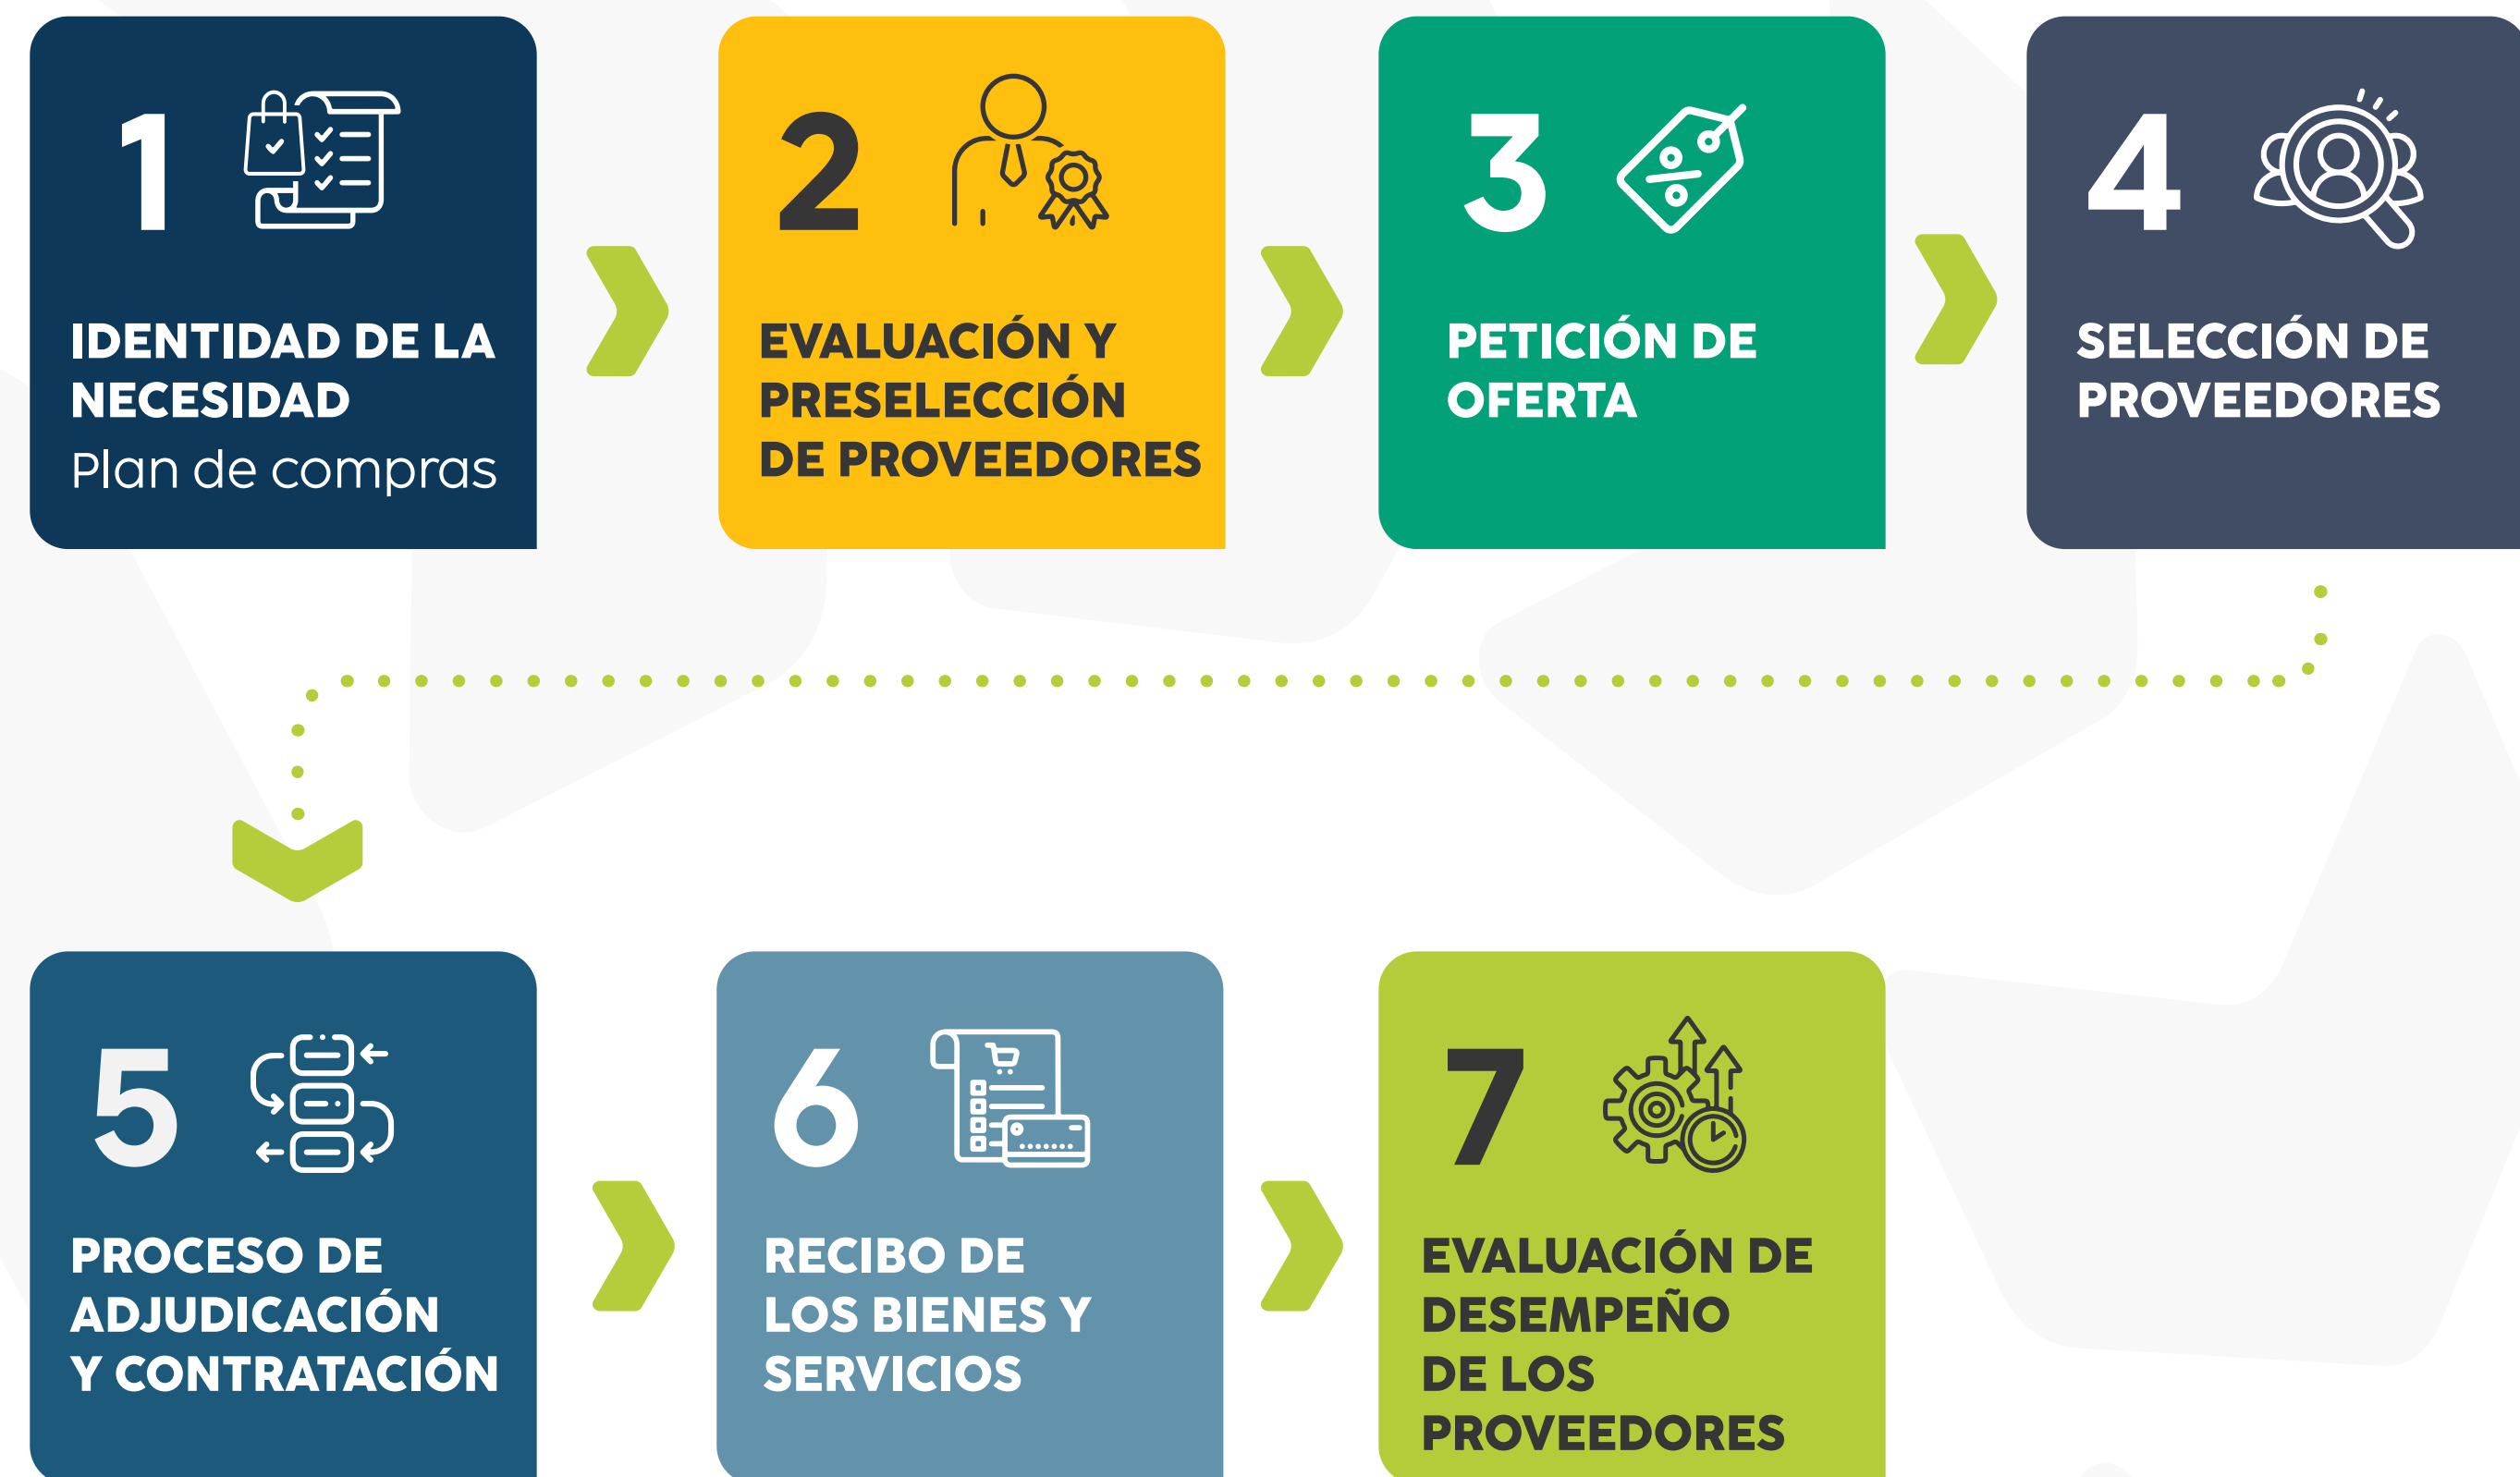 1
IDENTIDAD DE LA
NECESIDAD
Plan de compras
2
EVALUACIÓN Y
PRESELECCIÓN
DE PROVEEDORES
3
PETICIÓN DE
OFERTA
4
SELECCIÓN DE
PROVEEDORES
5
PROCESO DE
ADJUDICACIÓN
Y CONTRATACIÓN
6
RECIBO DE
LOS BIENES Y
SERVICIOS
7
EVALUACIÓN DE
DESEMPEÑO
DE LOS
PROVEEDORES